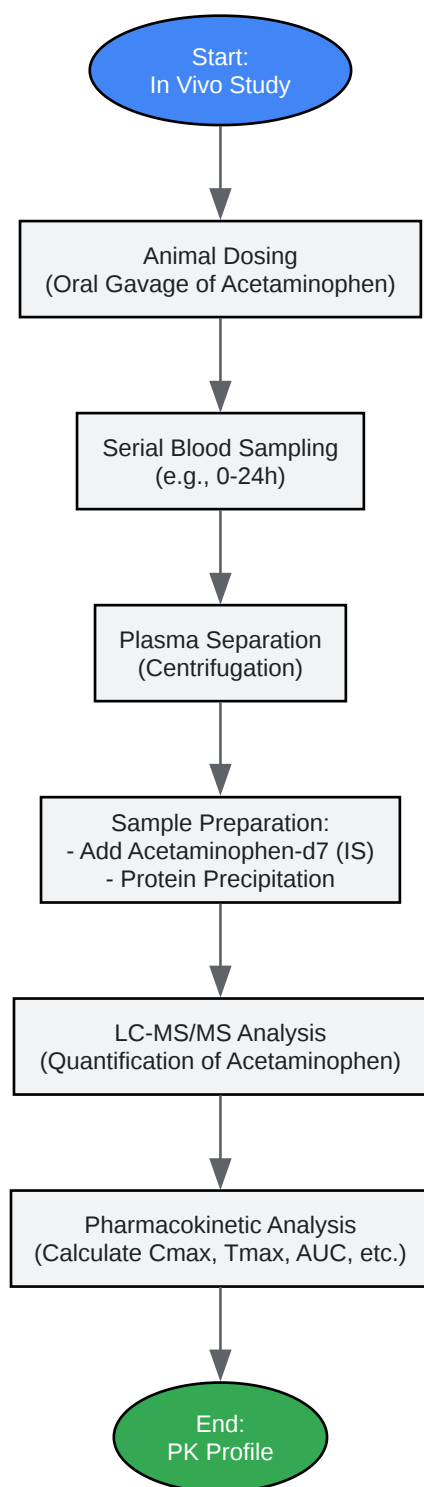 Start:
In Vivo Study
Animal Dosing
(Oral Gavage of Acetaminophen)
Serial Blood Sampling
(e.g., 0-24h)
Plasma Separation
(Centrifugation)
Sample Preparation:
- Add Acetaminophen-d7 (IS)
- Protein Precipitation
LC-MS/MS Analysis
(Quantification of Acetaminophen)
Pharmacokinetic Analysis
(Calculate Cmax, Tmax, AUC, etc.)
End:
PK Profile